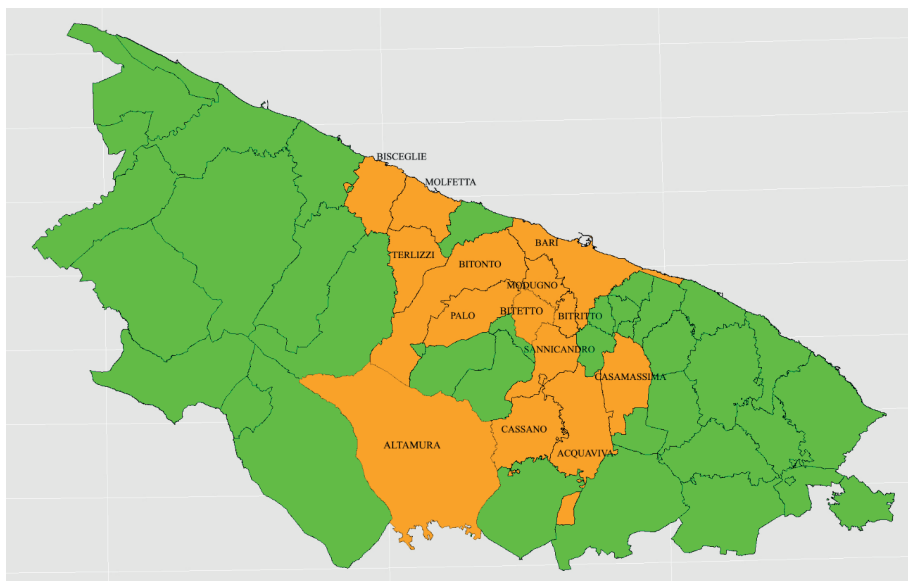 BISCEGLIE
MOLFETTA
BARI
TERLIZZI
BITONTO
MODUGNO
PALO
BITETTO
BITRITTO
SANNICANDRO
CASAMASSIMA
CASSANO
ALTAMURA
ACQUAVIVA